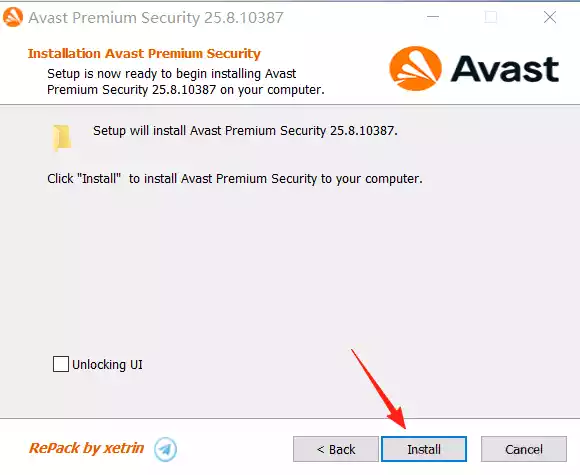 Avast Premium Security 25.8.10387
Installation Avast Premium Security
Setup is now ready to begin installing Avast
Premium Security 25.8.10387 on your computer.
Avast
Setup will install Avast Premium Security 25.8.10387.
Click "Install"  to install Avast Premium Security to your computer.
Unlocking UI
RePack by xetrin
< Back
Install
Cancel